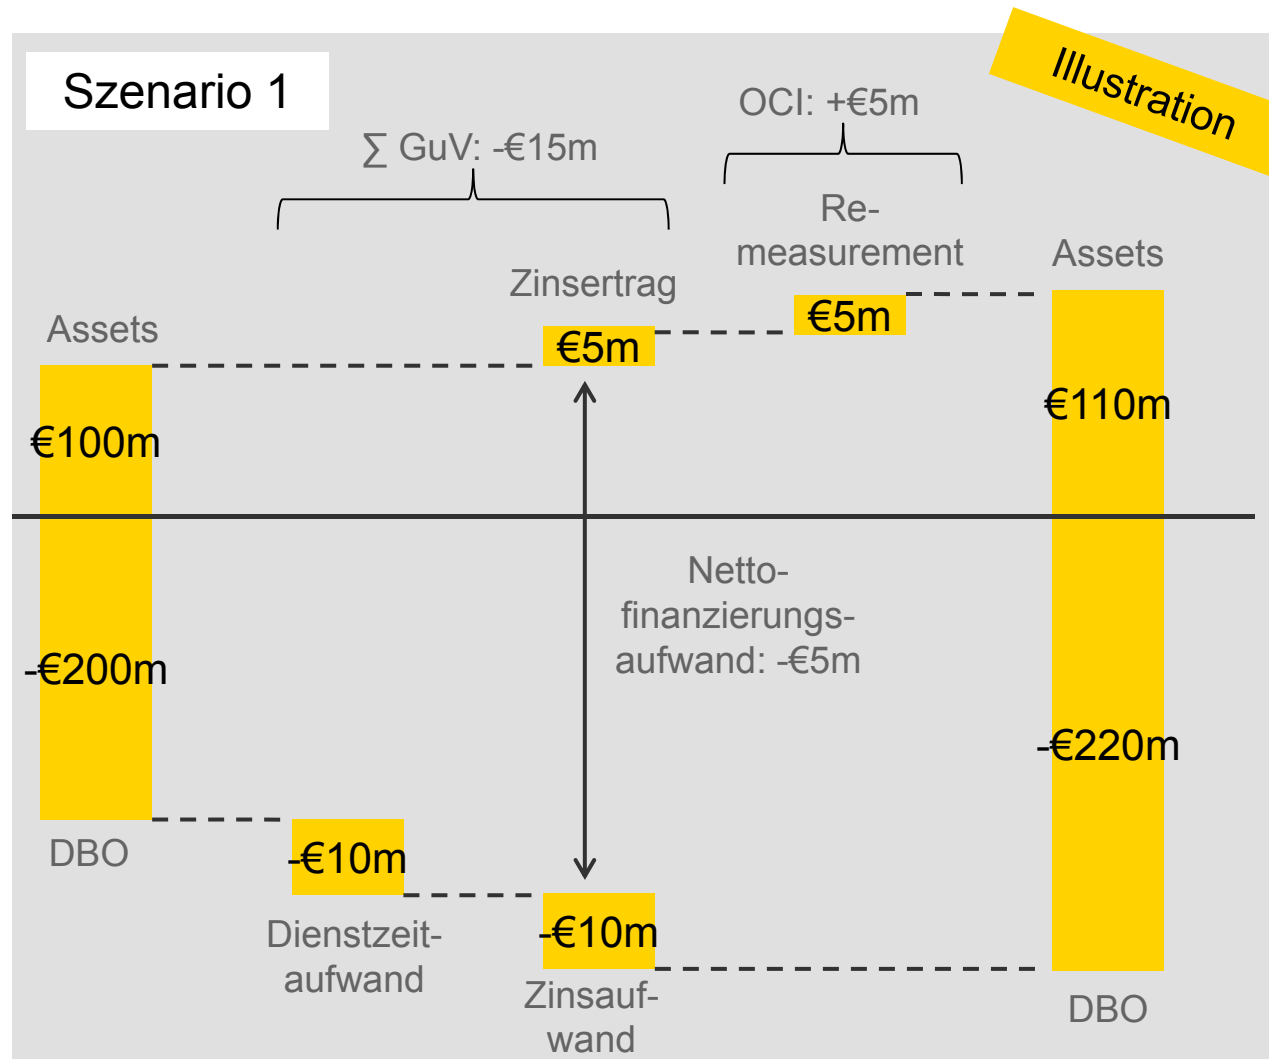 Szenario 1
Illustration
OCI: +€5m
∑ GuV: -€15m
Re-
measurement
Assets
Zinsertrag
Assets
€5m
€5m
€100m
€110m
Netto-
finanzierungs-
aufwand: -€5m
-€200m
-€220m
DBO
-€10m
Dienstzeit-
aufwand
-€10m
Zinsauf-
wand
DBO